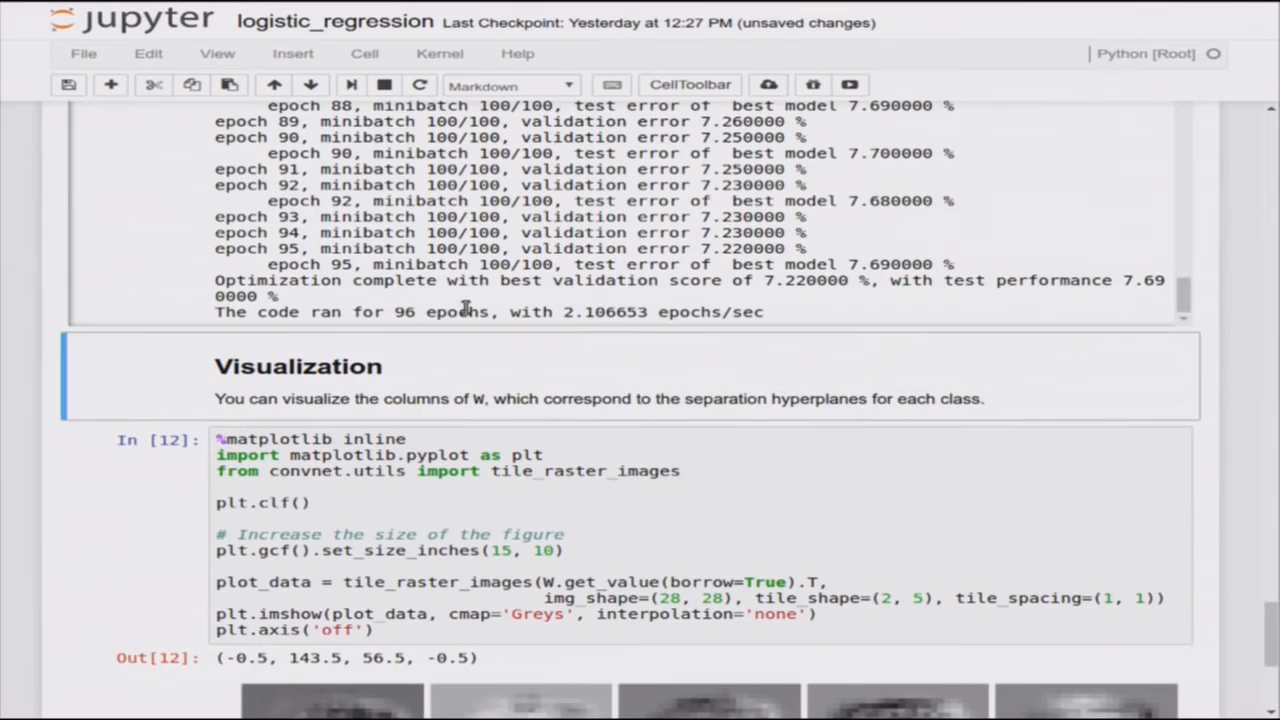 jupyter logistic_regression Last Checkpoint: Yesterday at 12:27 PM (unsaved changes)
File Edit View Insert Cell Kernel Help Python [Root]
Markdown CellToolbar
epoch 88, minibatch 100/100, test error of  best model 7.690000 %
epoch 89, minibatch 100/100, validation error 7.260000 %
epoch 90, minibatch 100/100, validation error 7.250000 %
epoch 90, minibatch 100/100, test error of  best model 7.700000 %
epoch 91, minibatch 100/100, validation error 7.250000 %
epoch 92, minibatch 100/100, validation error 7.230000 %
epoch 92, minibatch 100/100, test error of  best model 7.680000 %
epoch 93, minibatch 100/100, validation error 7.230000 %
epoch 94, minibatch 100/100, validation error 7.230000 %
epoch 95, minibatch 100/100, validation error 7.220000 %
epoch 95, minibatch 100/100, test error of  best model 7.690000 %
Optimization complete with best validation score of 7.220000 %, with test performance 7.69
0000 %
The code ran for 96 epochs, with 2.106653 epochs/sec
Visualization
You can visualize the columns of W, which correspond to the separation hyperplanes for each class.
In [12]: %matplotlib inline
import matplotlib.pyplot as plt
from convnet.utils import tile_raster_images
plt.clf()
# Increase the size of the figure
plt.gcf().set_size_inches(15, 10)
plot_data = tile_raster_images(W.get_value(borrow=True).T,
img_shape=(28, 28), tile_shape=(2, 5), tile_spacing=(1, 1))
plt.imshow(plot_data, cmap='Greys', interpolation='none')
plt.axis('off')
Out[12]: (-0.5, 143.5, 56.5, -0.5)